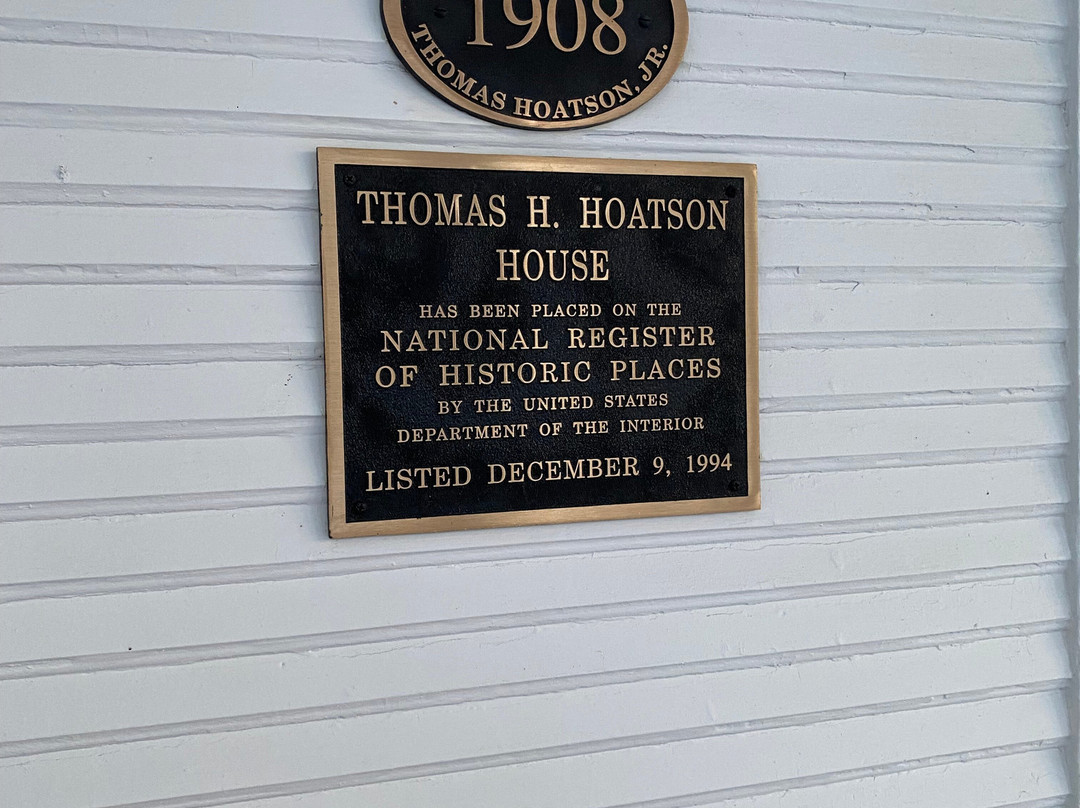 1908
THOMAS HOATSON, JR.
THOMAS H. HOATSON
HOUSE
HAS BEEN PLACED ON THE
NATIONAL REGISTER
OF HISTORIC PLACES
BY THE UNITED STATES
DEPARTMENT OF THE INTERIOR
LISTED DECEMBER 9, 1994